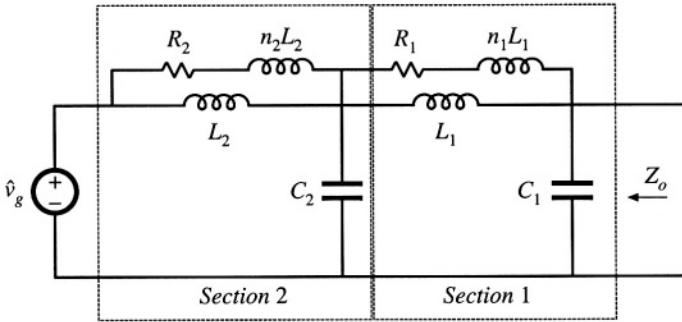 R₂
n₂L₂
R₁
n₁L₁
L₂
L₁
v̂g
+
−
C₂
C₁
Zₒ
Section 2
Section 1